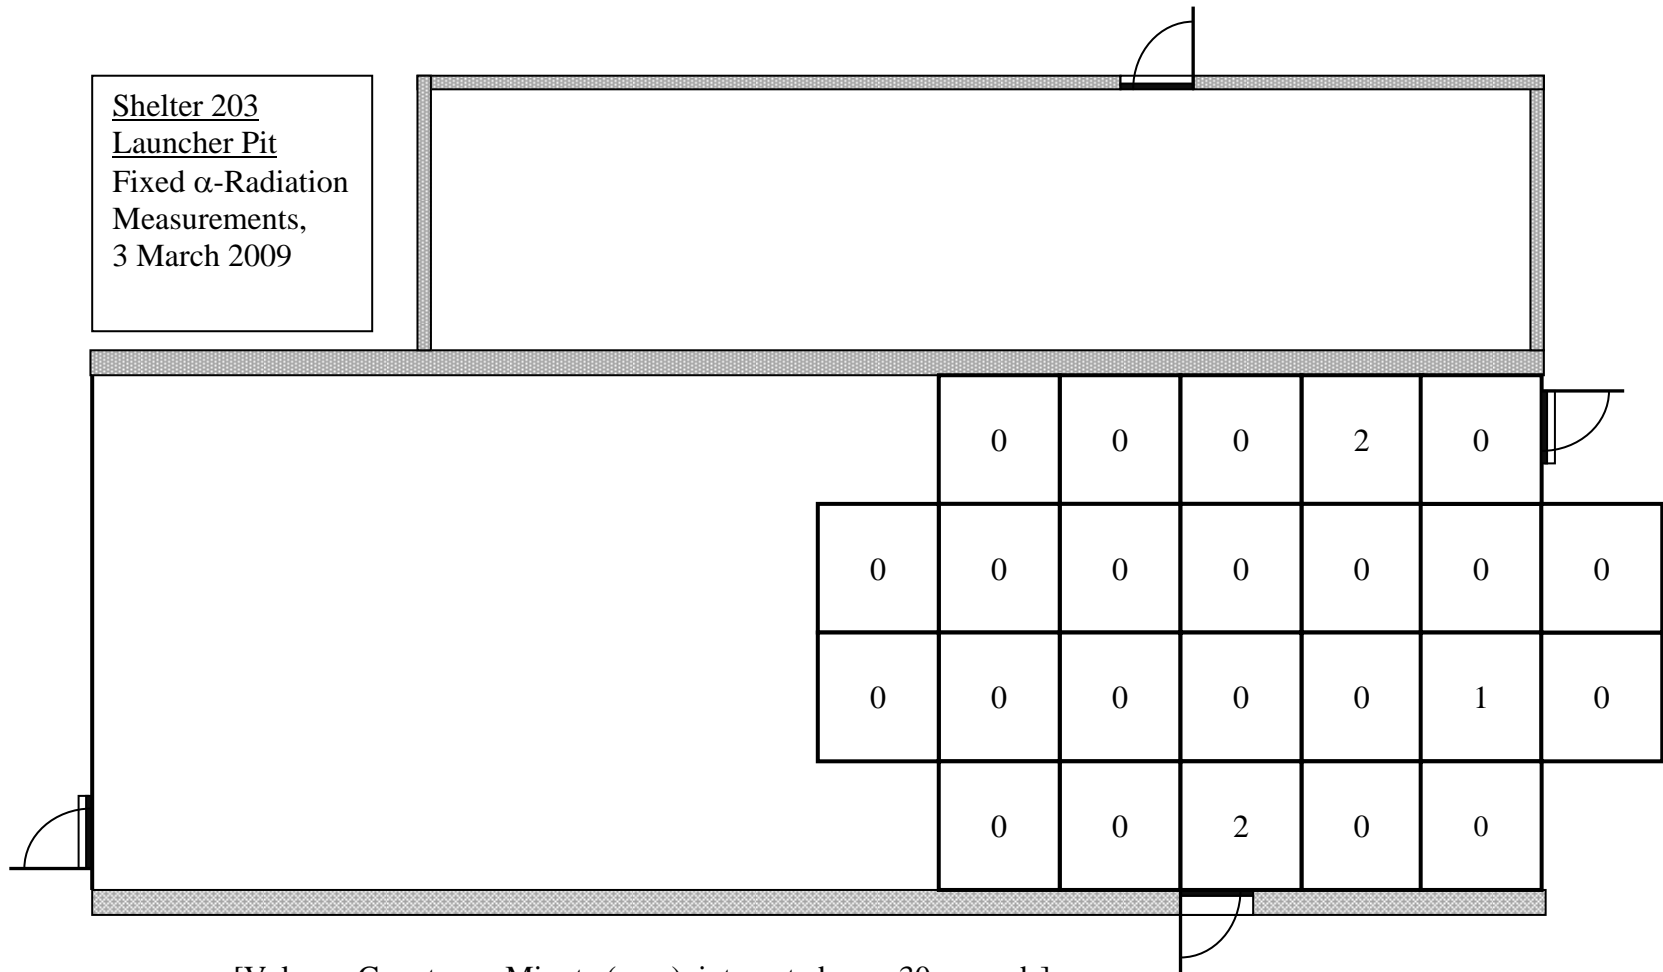 Shelter 203
Launcher Pit
Fixed α-Radiation
Measurements,
3 March 2009
0 0 0 2 0
0 0 0 0 0 0 0
0 0 0 0 0 1 0
0 0 2 0 0